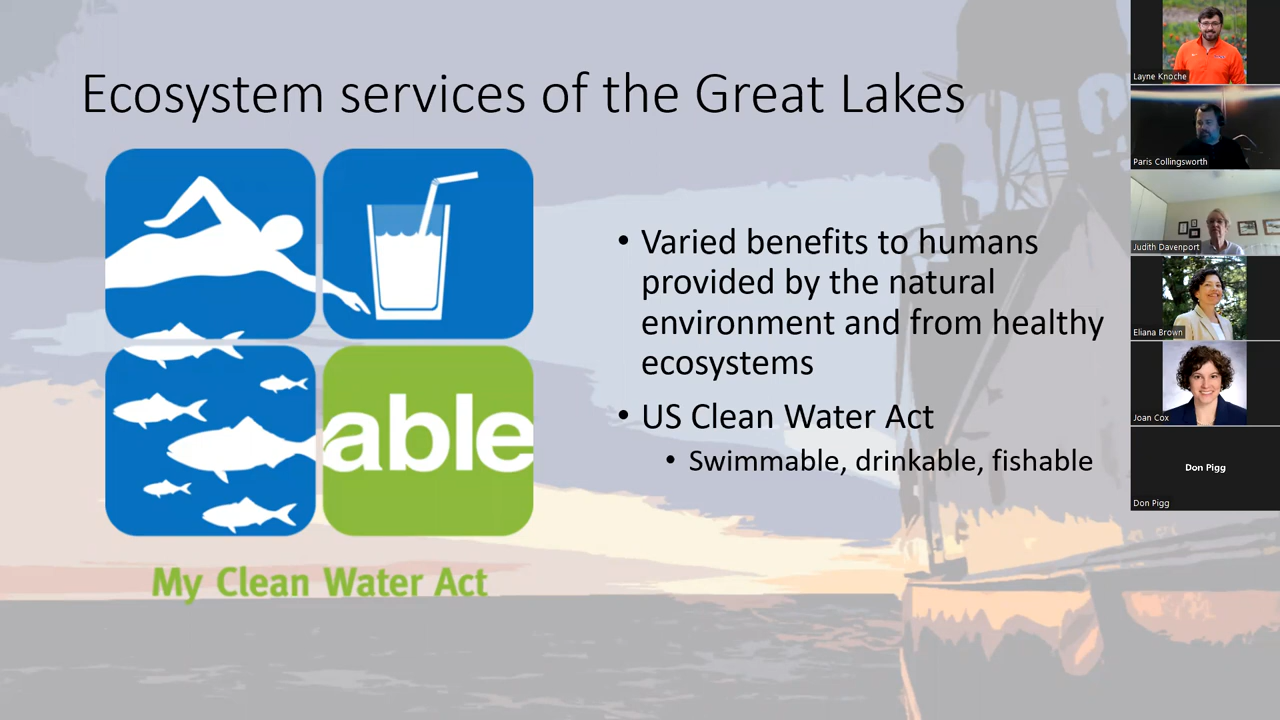 Ecosystem services of the Great Lakes
able
My Clean Water Act
• Varied benefits to humans
provided by the natural
environment and from healthy
ecosystems
• US Clean Water Act
• Swimmable, drinkable, fishable
Layne Knoche
Paris Collingsworth
Judith Davenport
Eliana Brown
Joan Cox
Don Pigg
Don Pigg